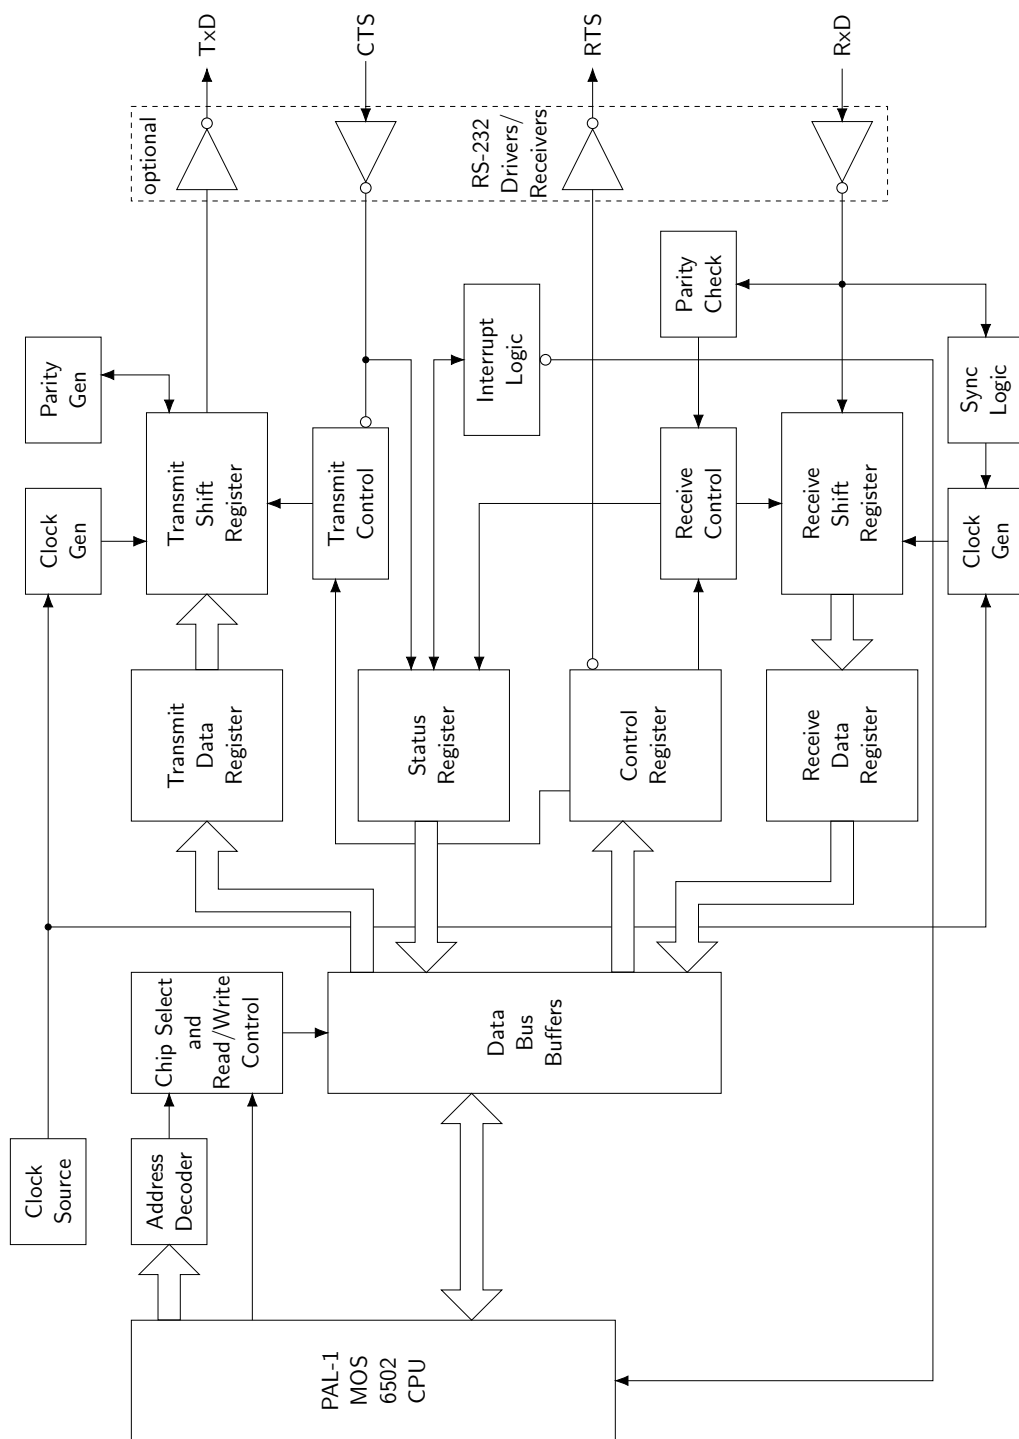 PAL-1
MOS
6502
CPU
Clock
Source
Address
Decoder
Chip Select
and
Read/Write
Control
Data
Bus
Buffers
Transmit
Data
Register
Status
Register
Control
Register
Receive
Data
Register
Clock
Gen
Transmit
Shift
Register
Transmit
Control
Receive
Control
Receive
Shift
Register
Clock
Gen
Parity
Gen
Interrupt
Logic
Parity
Check
Sync
Logic
optional
RS-232
Drivers/
Receivers
TxD
CTS
RTS
RxD